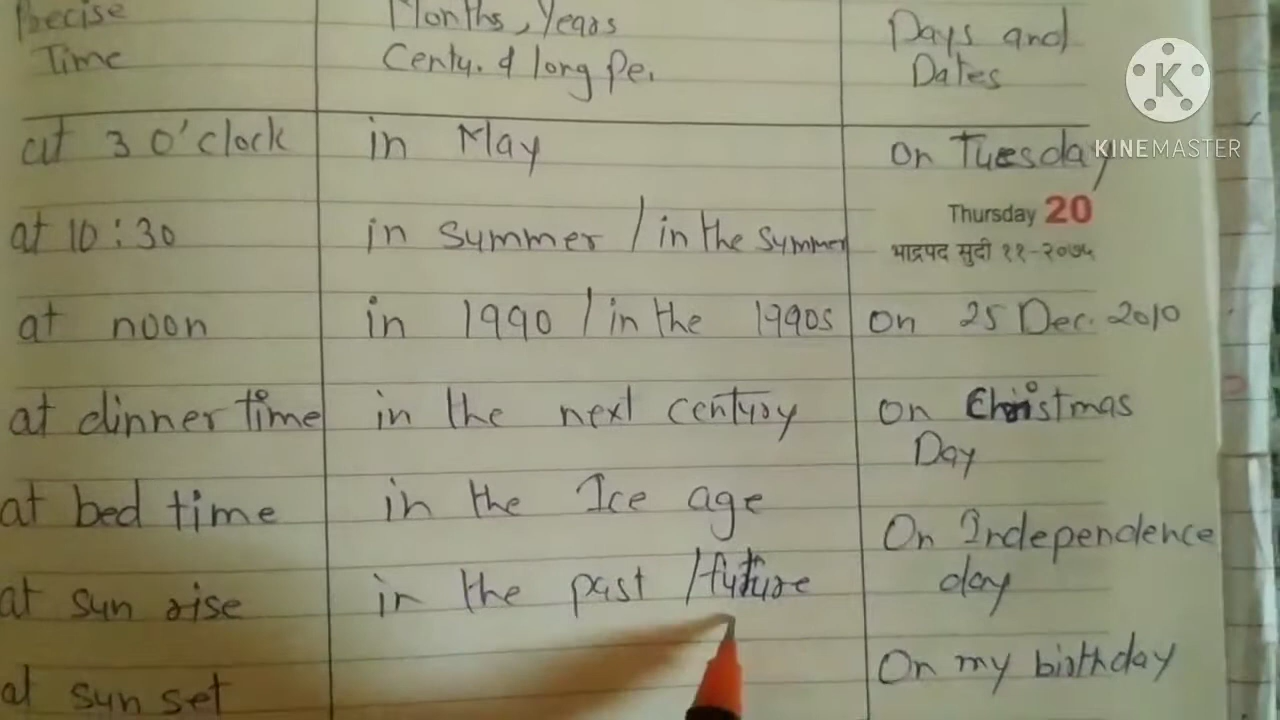 Precise
Time
Months, Years
Centu. & long Pe.
Days and
Dates
K
KINEMASTER
at 3 o'clock
in May
on Tuesday
Thursday 20
भाद्रपद सुदी ११-२०७५
at 10:30
in summer / in the summer
at noon
in 1990 / in the 1990s
on 25 Dec. 2010
at dinner time
in the next century
on Christmas
Day
at bed time
in the Ice age
On Independence
day
at sun rise
in the past / future
at sun set
On my birthday